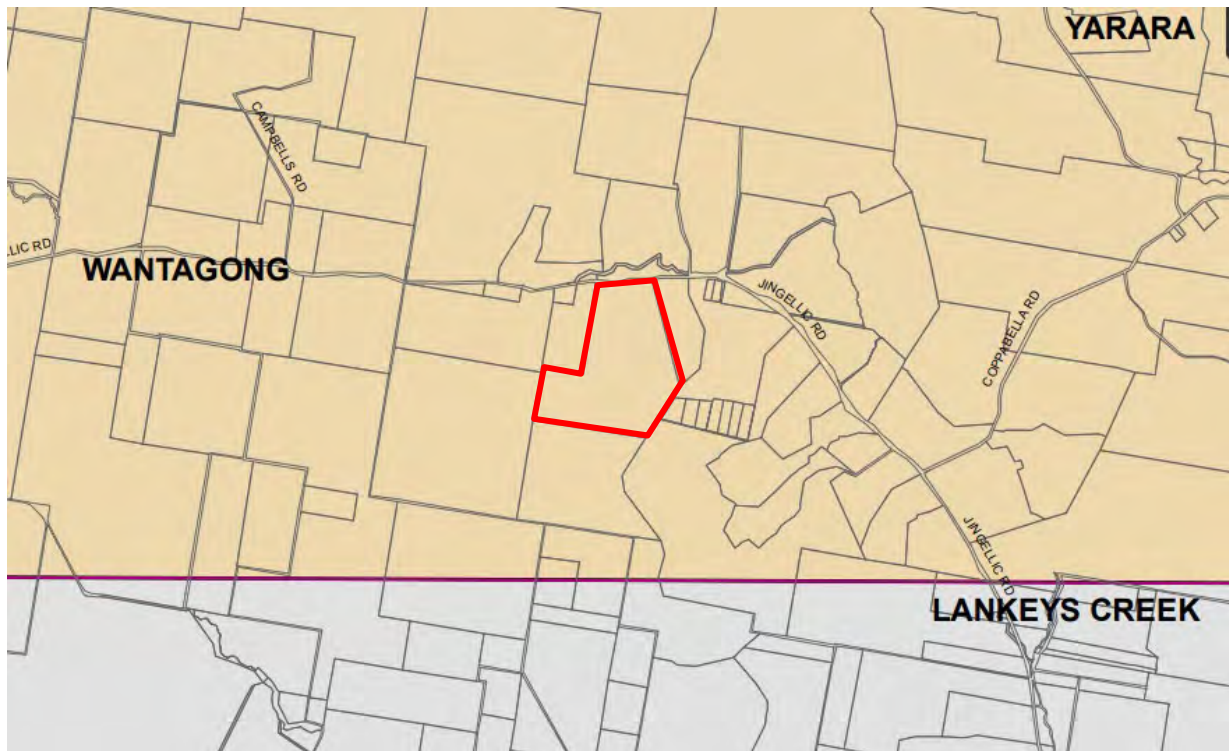 YARARA
CAMPBELLS RD
LLIC RD
WANTAGONG
JINGELLIC RD
COPPABELLA RD
JINGELLIC RD
LANKEYS CREEK